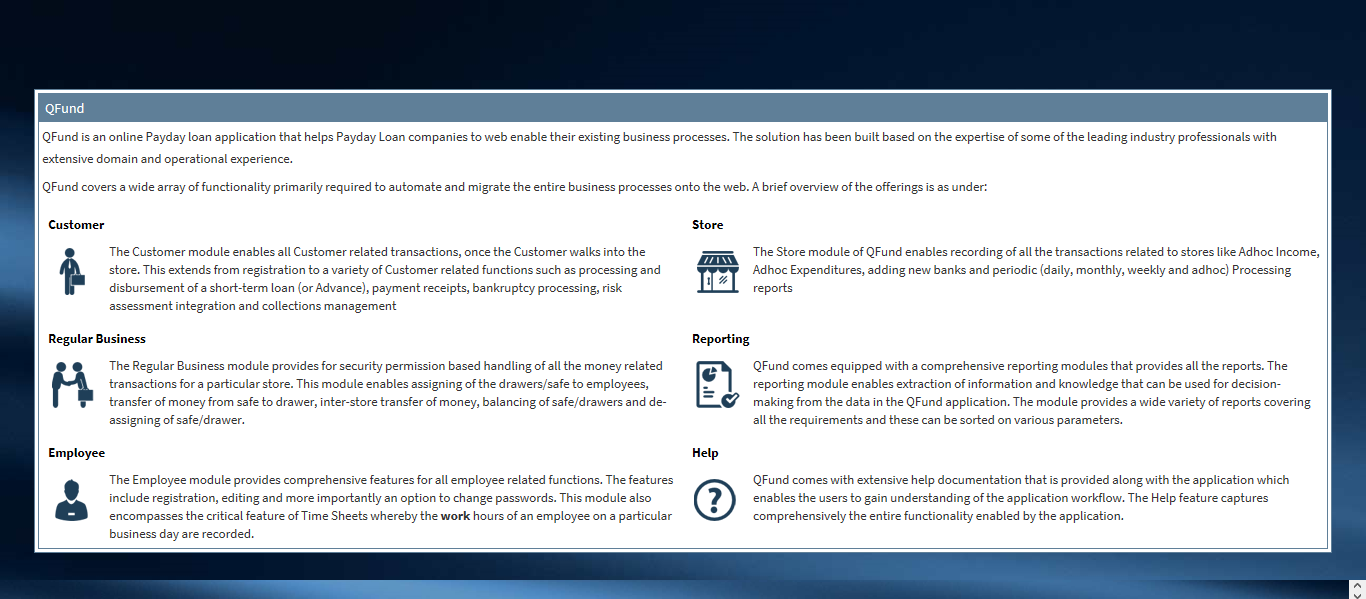 QFund
QFund is an online Payday loan application that helps Payday Loan companies to web enable their existing business processes. The solution has been built based on the expertise of some of the leading industry professionals with
extensive domain and operational experience.
QFund covers a wide array of functionality primarily required to automate and migrate the entire business processes onto the web. A brief overview of the offerings is as under:
Customer
The Customer module enables all Customer related transactions, once the Customer walks into the
store. This extends from registration to a variety of Customer related functions such as processing and
disbursement of a short-term loan (or Advance), payment receipts, bankruptcy processing, risk
assessment integration and collections management
Store
The Store module of QFund enables recording of all the transactions related to stores like Adhoc Income,
Adhoc Expenditures, adding new banks and periodic (daily, monthly, weekly and adhoc) Processing
reports
Regular Business
The Regular Business module provides for security permission based handling of all the money related
transactions for a particular store. This module enables assigning of the drawers/safe to employees,
transfer of money from safe to drawer, inter-store transfer of money, balancing of safe/drawers and de-
assigning of safe/drawer.
Reporting
QFund comes equipped with a comprehensive reporting modules that provides all the reports. The
reporting module enables extraction of information and knowledge that can be used for decision-
making from the data in the QFund application. The module provides a wide variety of reports covering
all the requirements and these can be sorted on various parameters.
Employee
The Employee module provides comprehensive features for all employee related functions. The features
include registration, editing and more importantly an option to change passwords. This module also
encompasses the critical feature of Time Sheets whereby the work hours of an employee on a particular
business day are recorded.
Help
QFund comes with extensive help documentation that is provided along with the application which
enables the users to gain understanding of the application workflow. The Help feature captures
comprehensively the entire functionality enabled by the application.